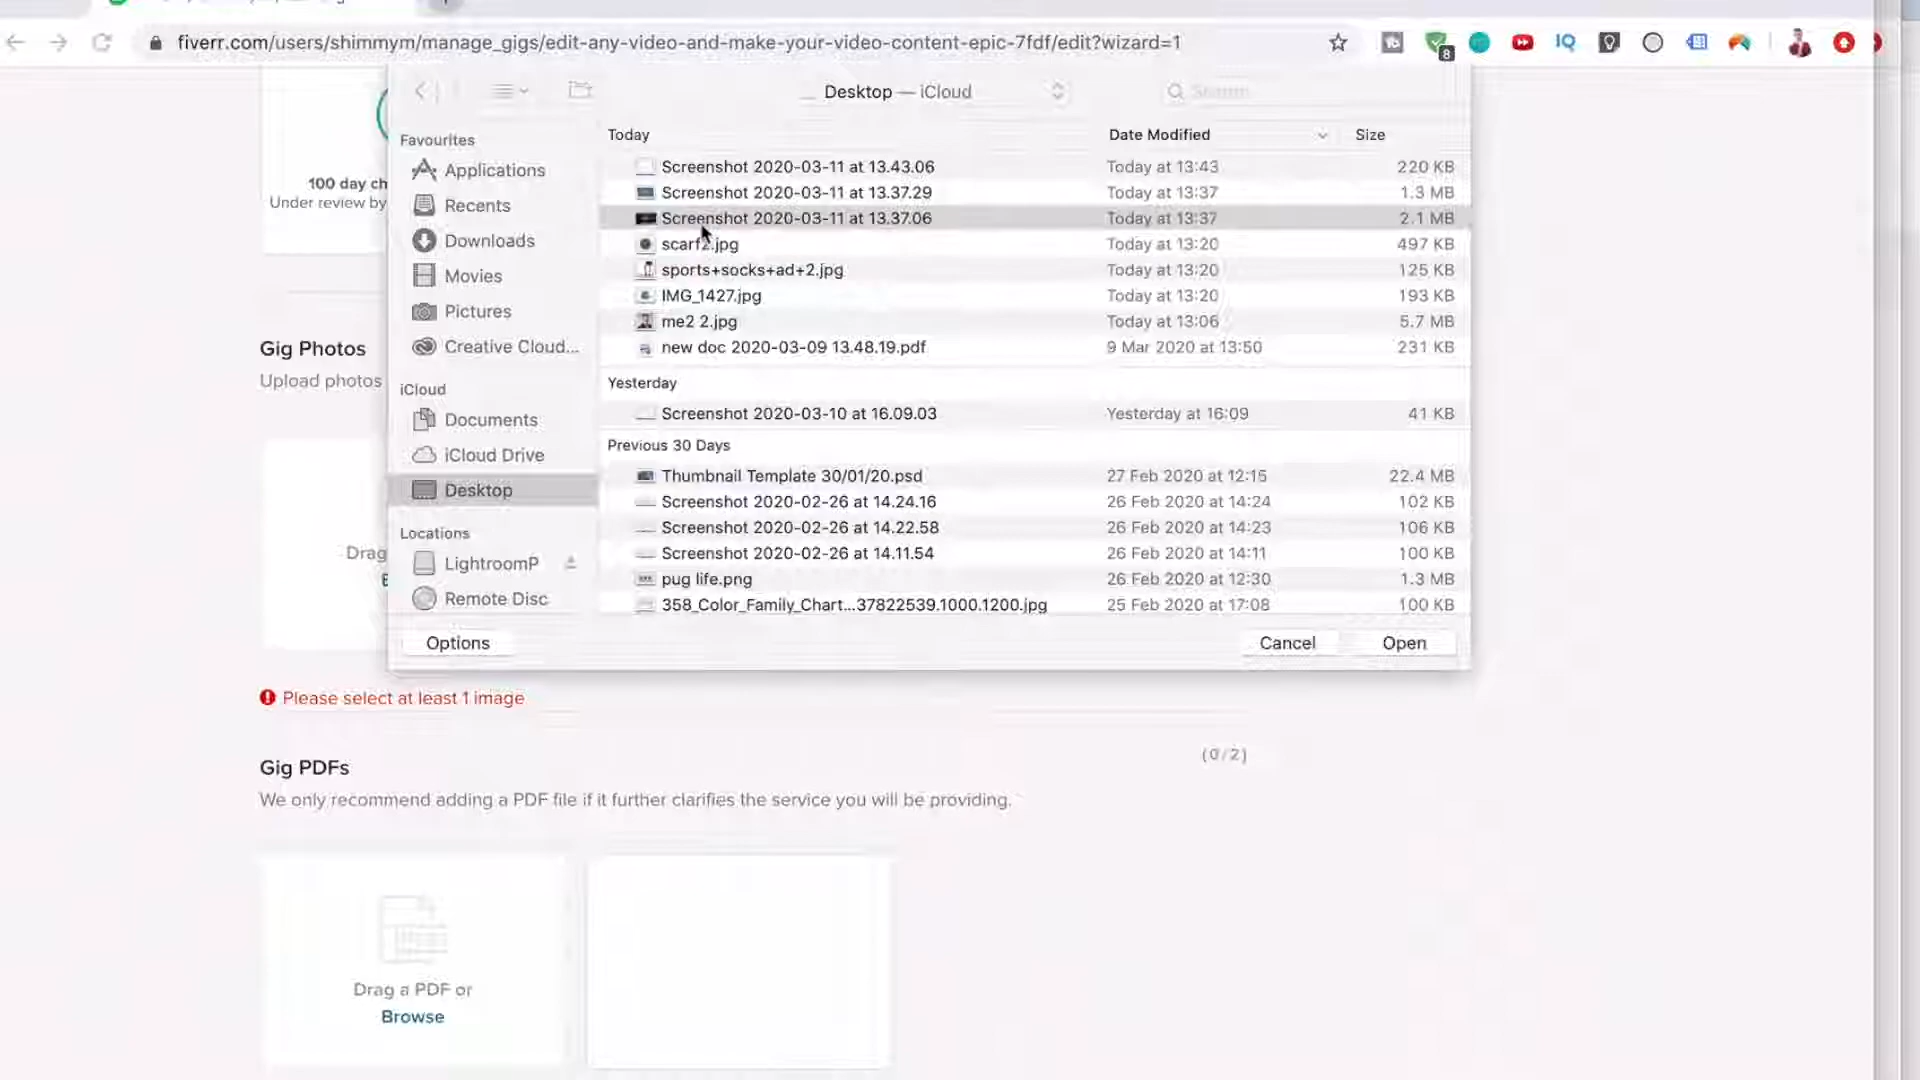 fiverr.com/users/shimmym/manage_gigs/edit-any-video-and-make-your-video-content-epic-7fdf/edit?wizard=1
IQ
8
Desktop — iCloud
Search
Favourites
Today
Date Modified
Size
Applications
Recents
Downloads
Movies
Pictures
Creative Cloud...
iCloud
Documents
iCloud Drive
Desktop
Locations
LightroomP
Remote Disc
Screenshot 2020-03-11 at 13.43.06 Today at 13:43 220 KB
Screenshot 2020-03-11 at 13.37.29 Today at 13:37 1.3 MB
Screenshot 2020-03-11 at 13.37.06 Today at 13:37 2.1 MB
scarf2.jpg Today at 13:20 497 KB
sports+socks+ad+2.jpg Today at 13:20 125 KB
IMG_1427.jpg Today at 13:20 193 KB
me2 2.jpg Today at 13:06 5.7 MB
new doc 2020-03-09 13.48.19.pdf 9 Mar 2020 at 13:50 231 KB
Yesterday
Screenshot 2020-03-10 at 16.09.03 Yesterday at 16:09 41 KB
Previous 30 Days
Thumbnail Template 30/01/20.psd 27 Feb 2020 at 12:15 22.4 MB
Screenshot 2020-02-26 at 14.24.16 26 Feb 2020 at 14:24 102 KB
Screenshot 2020-02-26 at 14.22.58 26 Feb 2020 at 14:23 106 KB
Screenshot 2020-02-26 at 14.11.54 26 Feb 2020 at 14:11 100 KB
pug life.png 26 Feb 2020 at 12:30 1.3 MB
358_Color_Family_Chart...37822539.1000.1200.jpg 25 Feb 2020 at 17:08 100 KB
Options
Cancel
Open
100 day ch
Under review by
Gig Photos
Upload photos
Drag
Please select at least 1 image
(0/2)
Gig PDFs
We only recommend adding a PDF file if it further clarifies the service you will be providing.
Drag a PDF or
Browse